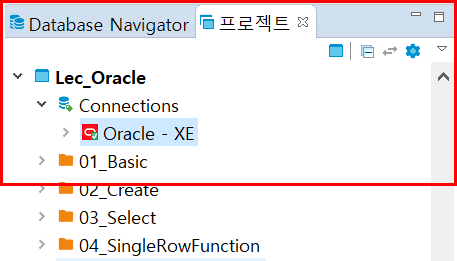 Database Navigator 프로젝트
Lec_Oracle
Connections
Oracle - XE
01_Basic
02_Create
03_Select
04_SingleRowFunction